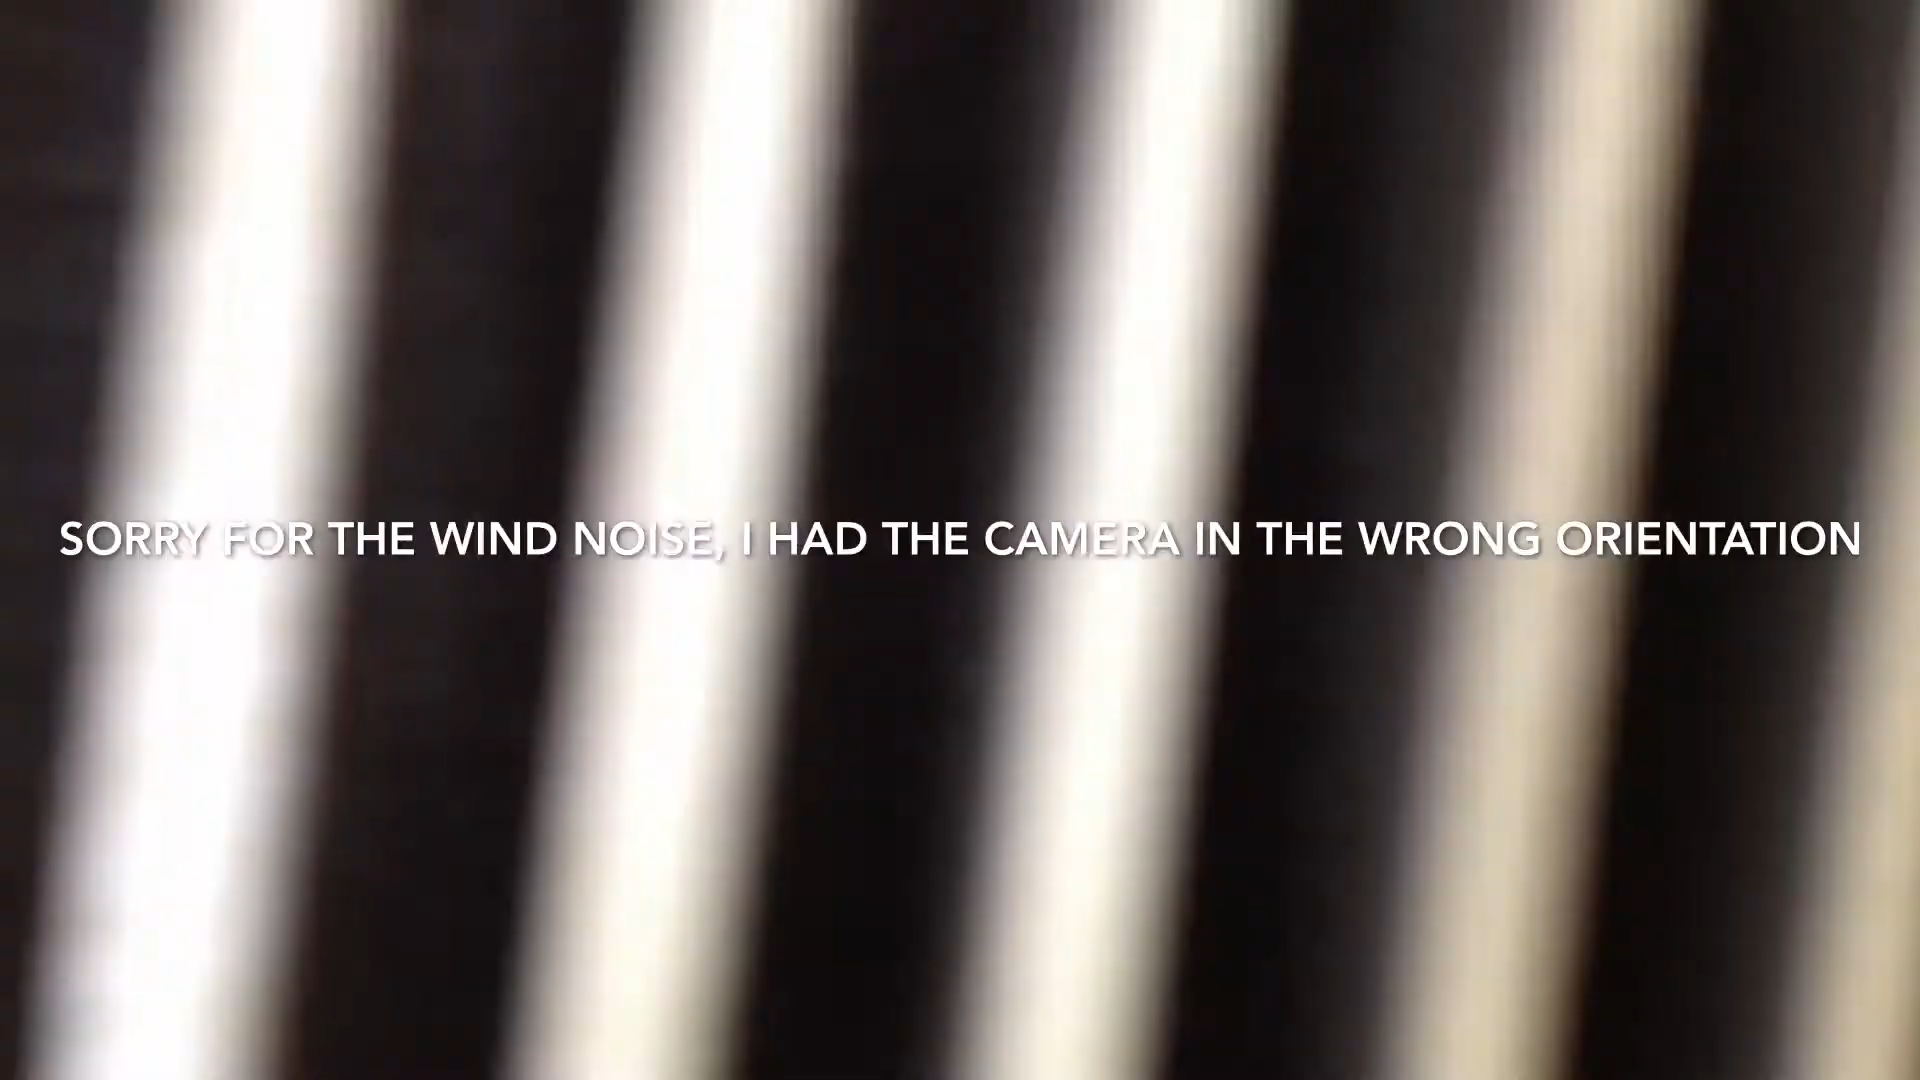 SORRY FOR THE WIND NOISE, I HAD THE CAMERA IN THE WRONG ORIENTATION